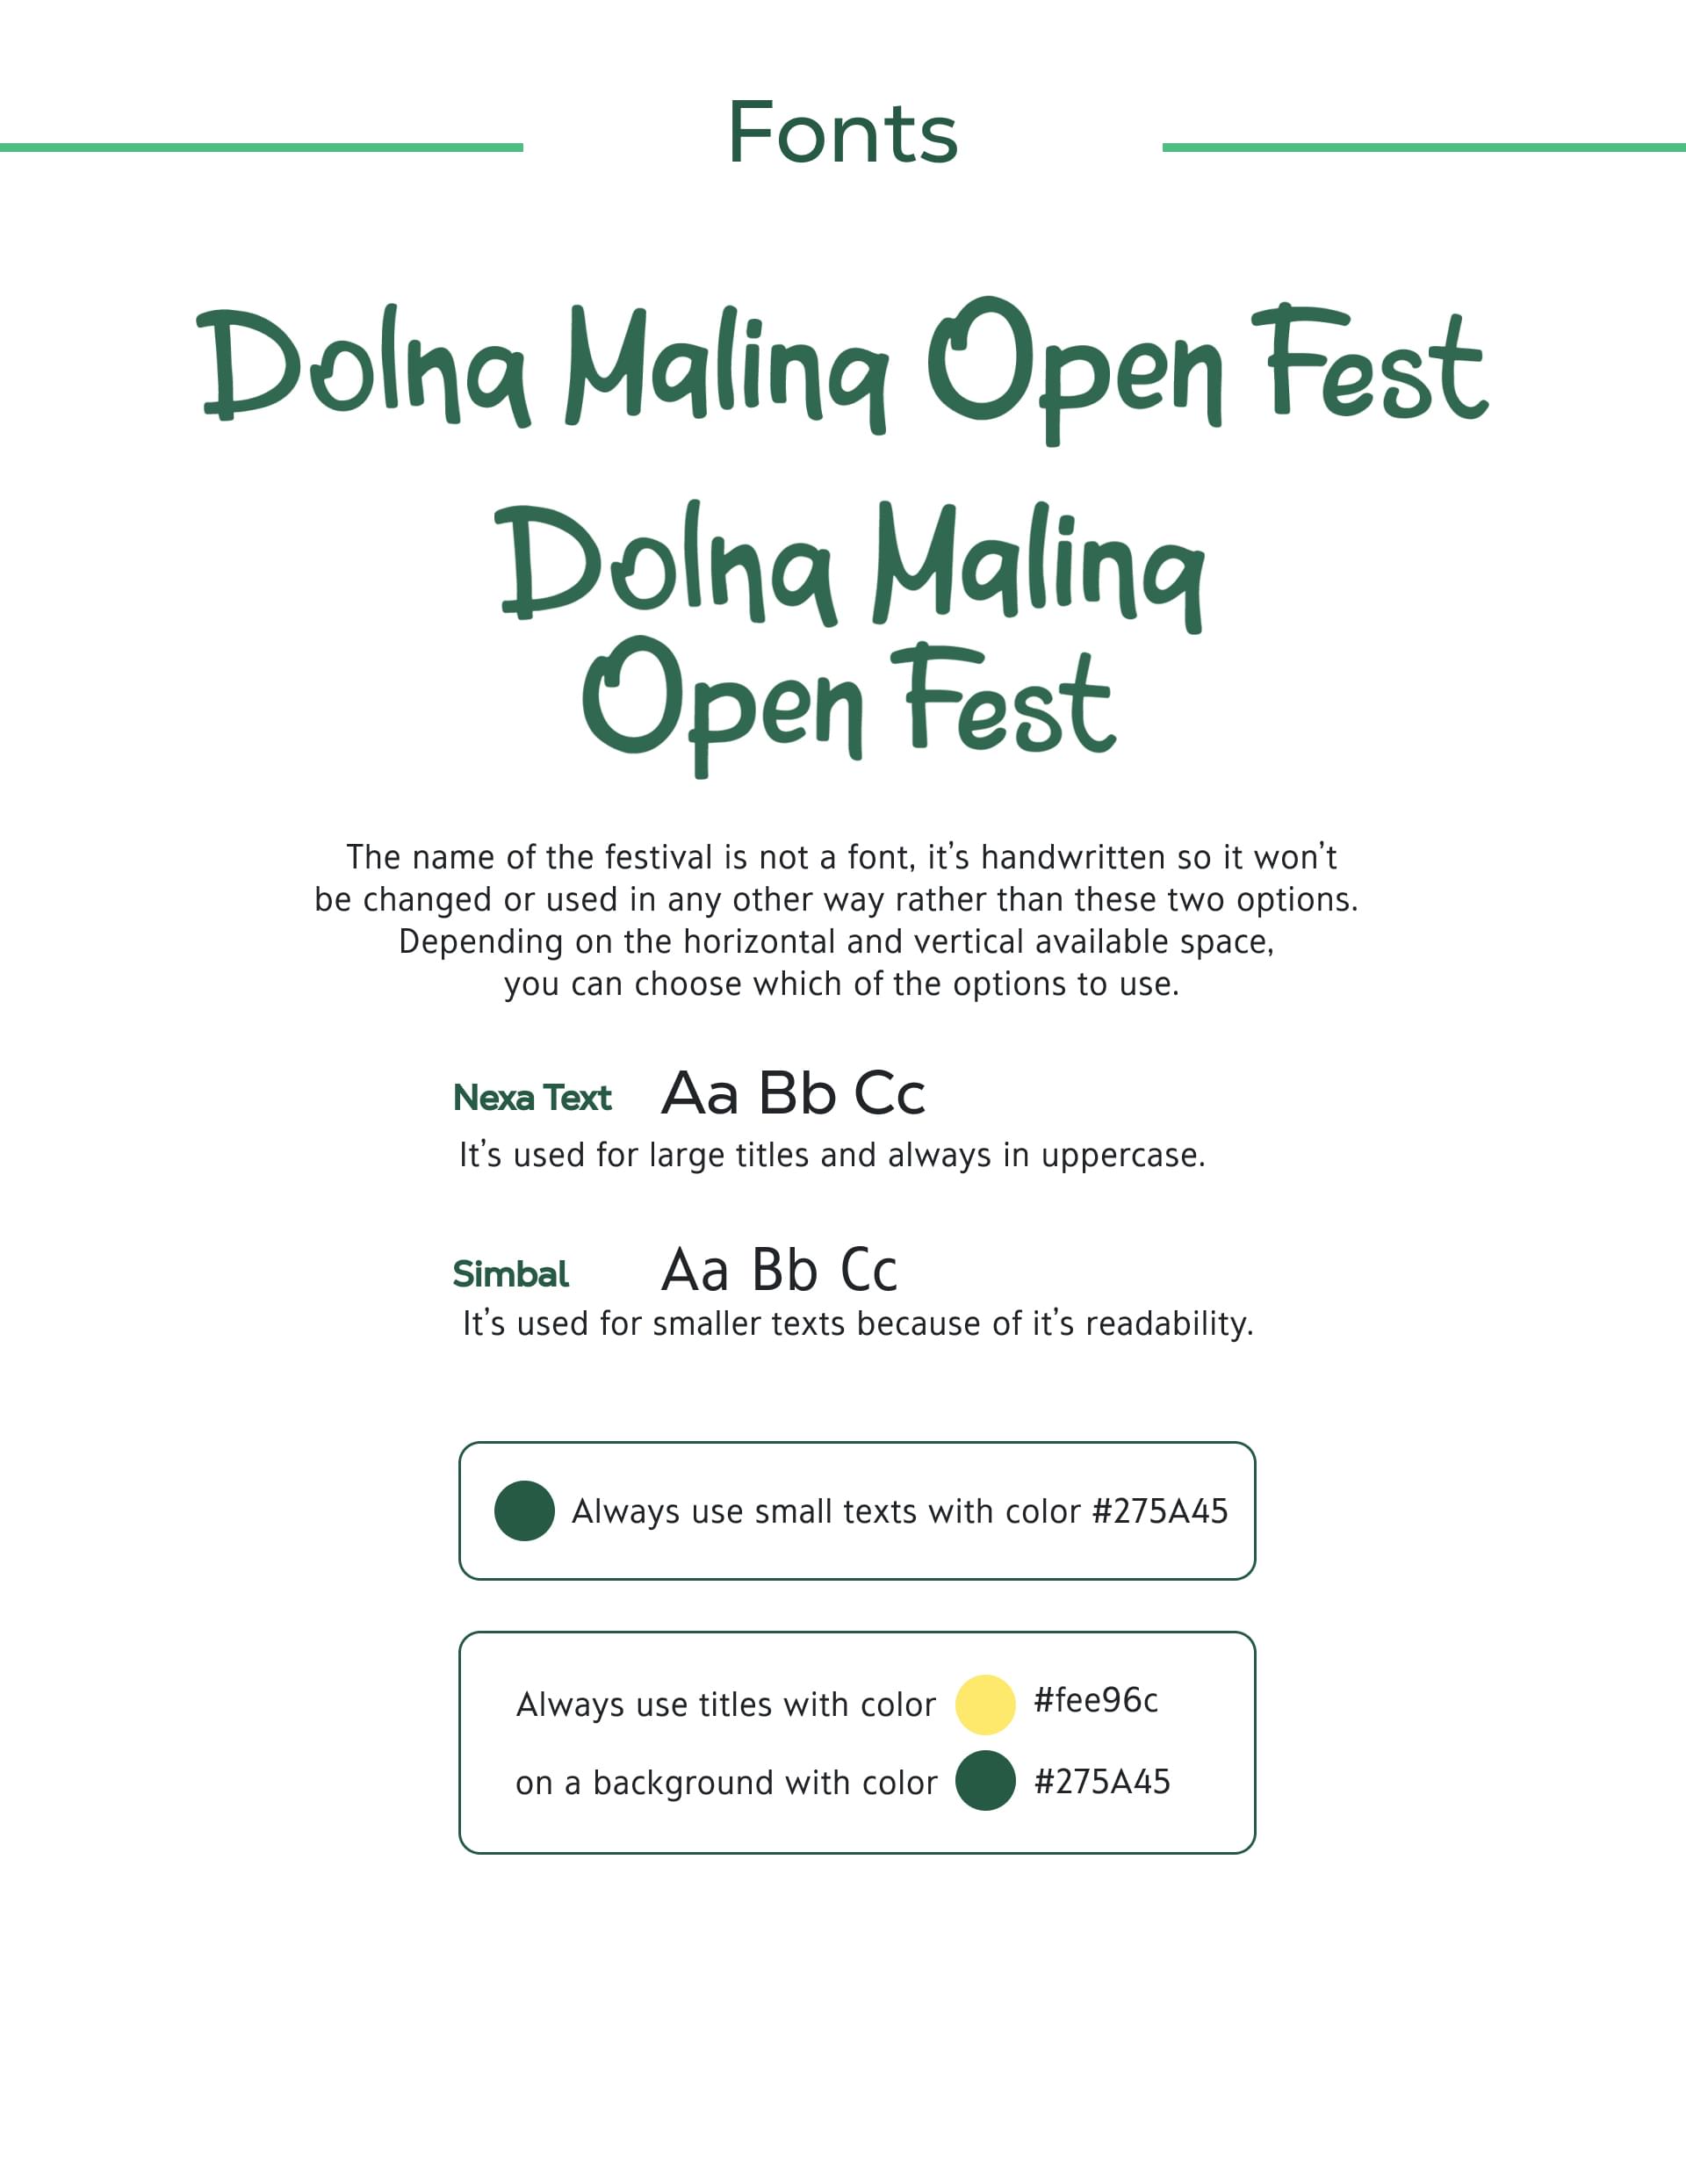 Fonts
Dolna Malina Open Fest
Dolna Malina
Open Fest
The name of the festival is not a font, it’s handwritten so it won’t
be changed or used in any other way rather than these two options.
Depending on the horizontal and vertical available space,
you can choose which of the options to use.
Nexa Text Aa Bb Cc
It’s used for large titles and always in uppercase.
Simbal Aa Bb Cc
It’s used for smaller texts because of it’s readability.
Always use small texts with color #275A45
Always use titles with color #fee96c
on a background with color #275A45